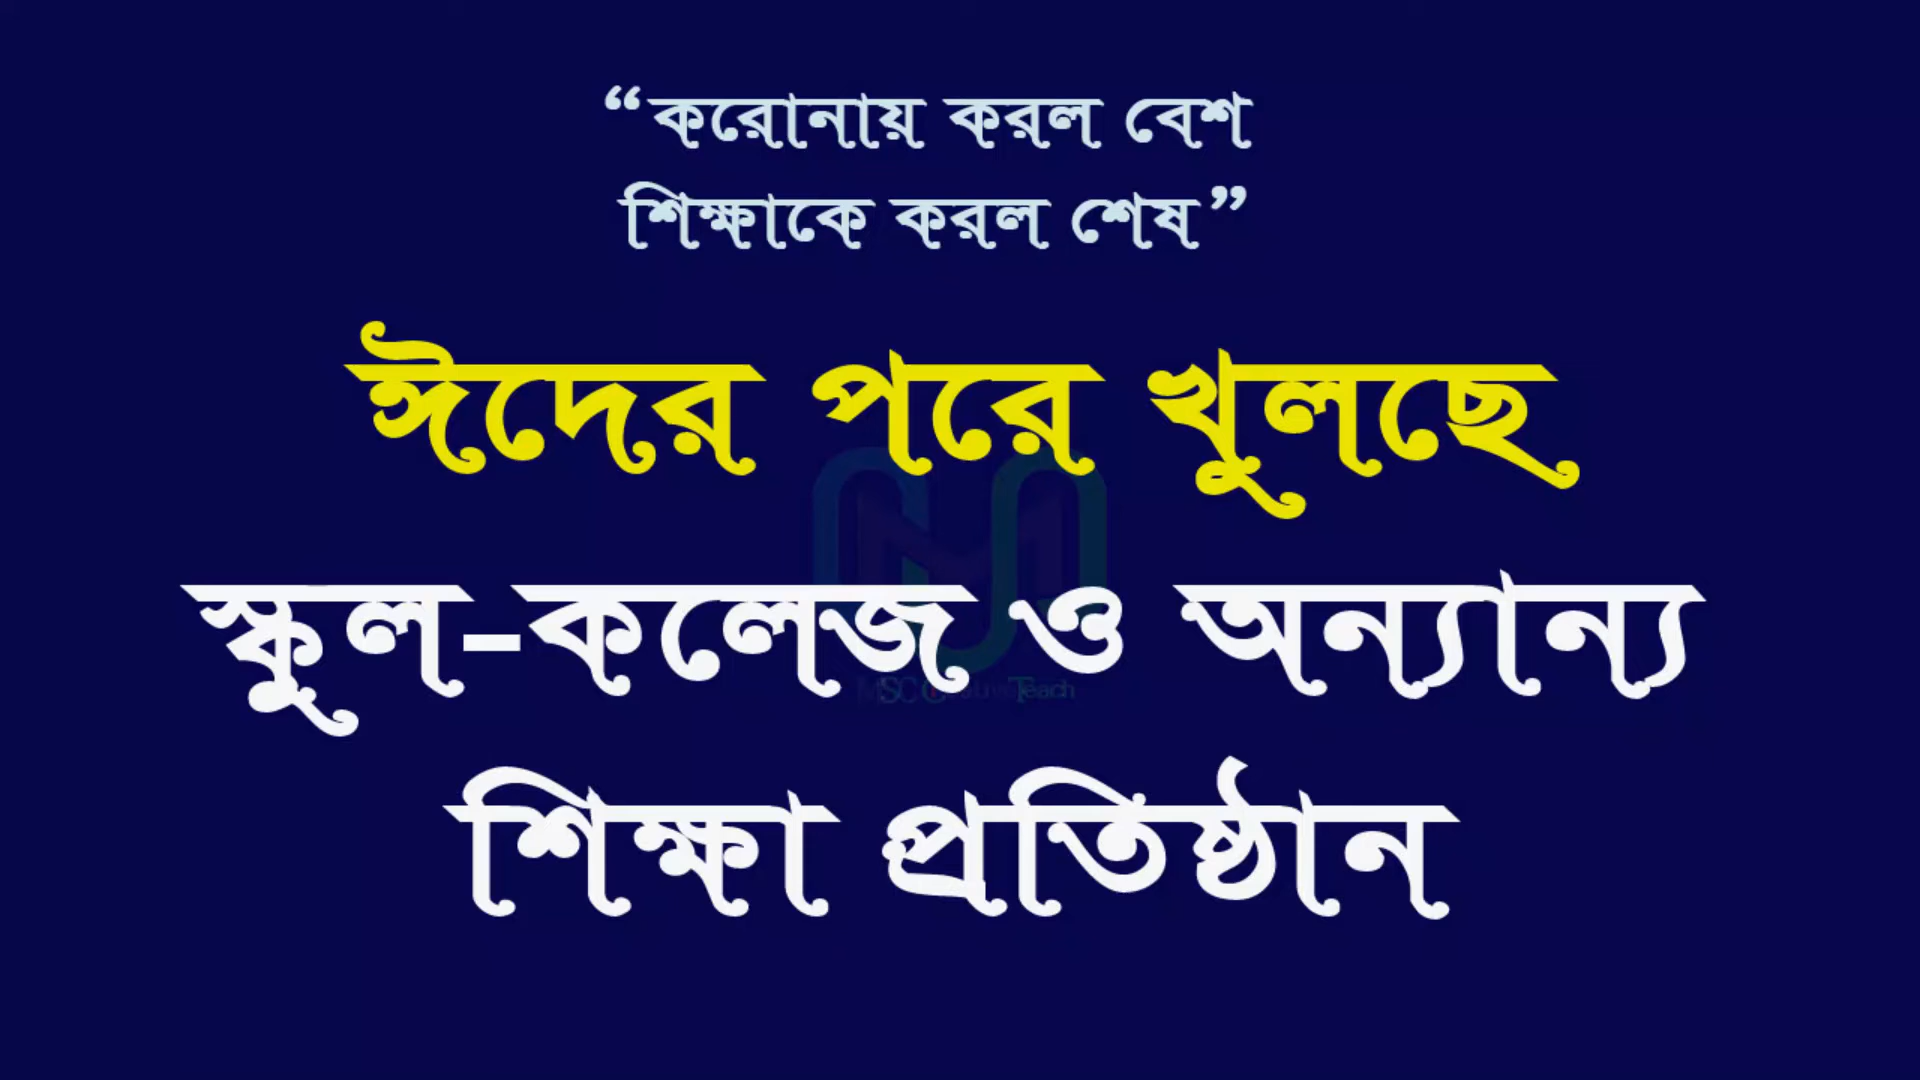 “করোনায় করল বেশ
শিক্ষাকে করল শেষ”
ঈদের পরে খুলছে
স্কুল-কলেজ ও অন্যান্য
শিক্ষা প্রতিষ্ঠান